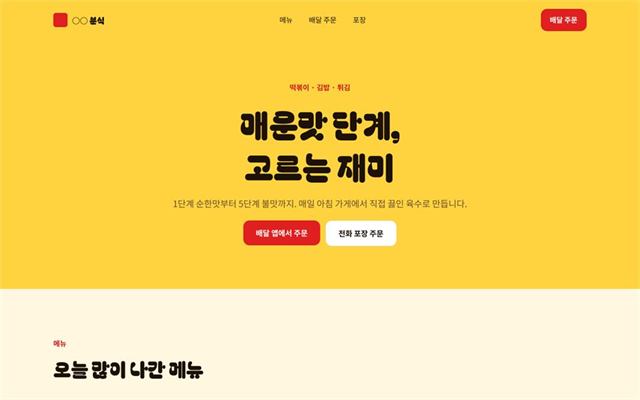 ○○ 분식
메뉴
배달 주문
포장
배달 주문
떡볶이 · 김밥 · 튀김
매운맛 단계,
고르는 재미
1단계 순한맛부터 5단계 불맛까지. 매일 아침 가게에서 직접 끓인 육수로 만듭니다.
배달 앱에서 주문
전화 포장 주문
메뉴
오늘 많이 나간 메뉴